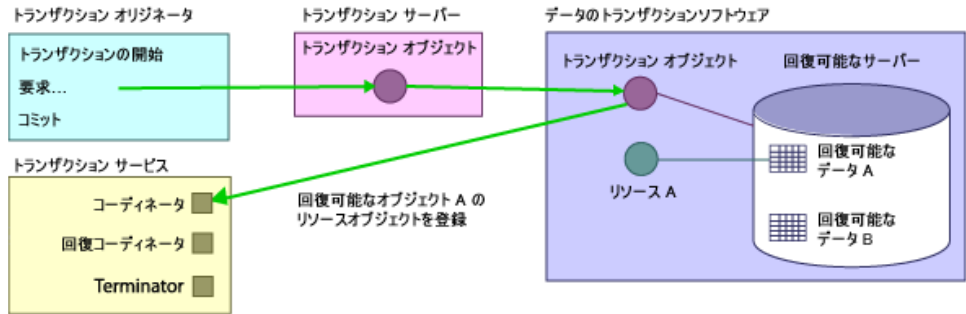 トランザクション オリジネータ
トランザクションの開始
要求...
コミット
トランザクション サーバー
トランザクション オブジェクト
データのトランザクションソフトウェア
トランザクション オブジェクト
回復可能なサーバー
回復可能な
データ A
リソース A
回復可能な
データ B
トランザクション サービス
コーディネータ
回復コーディネータ
Terminator
回復可能なオブジェクト A の
リソースオブジェクトを登録